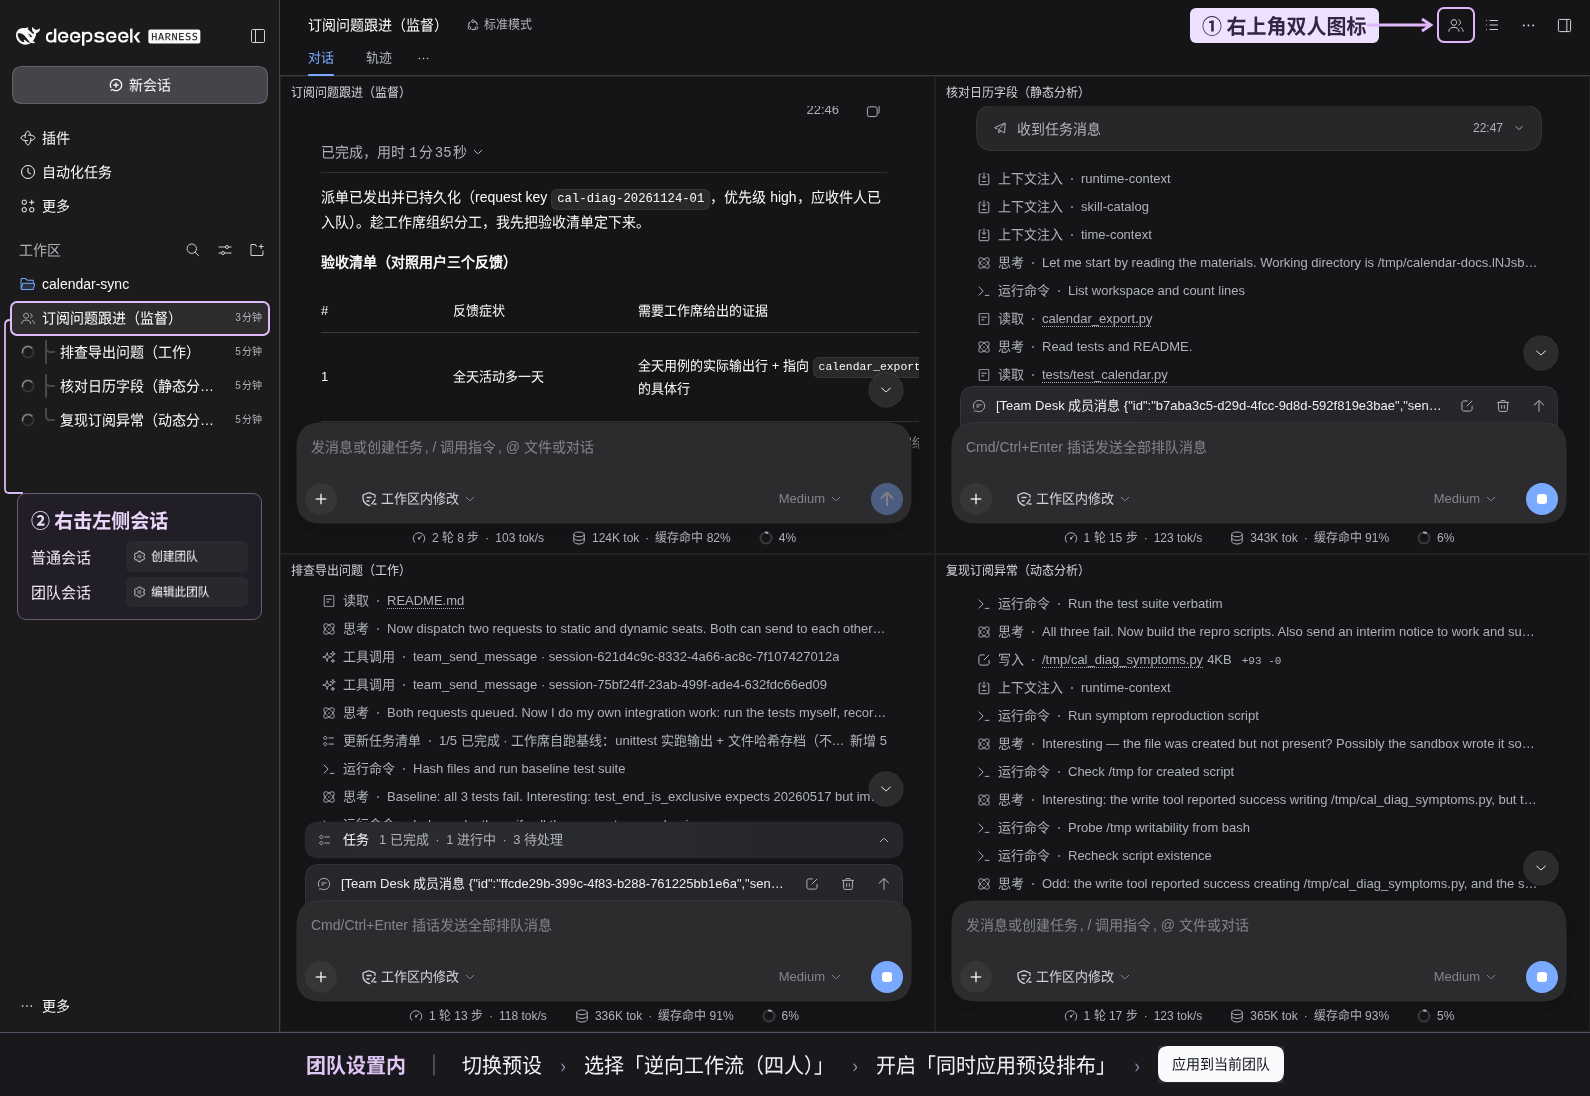 deepseek HARNESS
新会话
插件
自动化任务
更多
工作区
calendar-sync
订阅问题跟进（监督） 3分钟
排查导出问题（工作） 5分钟
核对日历字段（静态分… 5分钟
复现订阅异常（动态分… 5分钟
② 右击左侧会话
普通会话 创建团队
团队会话 编辑此团队
… 更多
订阅问题跟进（监督） 标准模式
对话 轨迹 …
① 右上角双人图标
订阅问题跟进（监督）
22:46
已完成，用时 1分35秒
派单已发出并已持久化（request key cal-diag-20261124-01，优先级 high，应收件人已
入队）。趁工作席组织分工，我先把验收清单定下来。
验收清单（对照用户三个反馈）
# 反馈症状 需要工作席给出的证据
1 全天活动多一天 全天用例的实际输出行 + 指向 calendar_export
的具体行
发消息或创建任务, / 调用指令, @ 文件或对话
工作区内修改 Medium
2 轮 8 步 · 103 tok/s 124K tok · 缓存命中 82% 4%
核对日历字段（静态分析）
收到任务消息 22:47
上下文注入 · runtime-context
上下文注入 · skill-catalog
上下文注入 · time-context
思考 · Let me start by reading the materials. Working directory is /tmp/calendar-docs.lNJsb…
运行命令 · List workspace and count lines
读取 · calendar_export.py
思考 · Read tests and README.
读取 · tests/test_calendar.py
[Team Desk 成员消息 {"id":"b7aba3c5-d29d-4fcc-9d8d-592f819e3bae","sen…
Cmd/Ctrl+Enter 插话发送全部排队消息
工作区内修改 Medium
1 轮 15 步 · 123 tok/s 343K tok · 缓存命中 91% 6%
排查导出问题（工作）
读取 · README.md
思考 · Now dispatch two requests to static and dynamic seats. Both can send to each other…
工具调用 · team_send_message · session-621d4c9c-8332-4a66-ac8c-7f107427012a
工具调用 · team_send_message · session-75bf24ff-23ab-499f-ade4-632fdc66ed09
思考 · Both requests queued. Now I do my own integration work: run the tests myself, recor…
更新任务清单 · 1/5 已完成 · 工作席自跑基线：unittest 实跑输出 + 文件哈希存档（不… 新增 5
运行命令 · Hash files and run baseline test suite
思考 · Baseline: all 3 tests fail. Interesting: test_end_is_exclusive expects 20260517 but im…
任务 1 已完成 · 1 进行中 · 3 待处理
[Team Desk 成员消息 {"id":"ffcde29b-399c-4f83-b288-761225bb1e6a","sen…
Cmd/Ctrl+Enter 插话发送全部排队消息
工作区内修改 Medium
1 轮 13 步 · 118 tok/s 336K tok · 缓存命中 91% 6%
复现订阅异常（动态分析）
运行命令 · Run the test suite verbatim
思考 · All three fail. Now build the repro scripts. Also send an interim notice to work and su…
写入 · /tmp/cal_diag_symptoms.py 4KB +93 -0
上下文注入 · runtime-context
运行命令 · Run symptom reproduction script
思考 · Interesting — the file was created but not present? Possibly the sandbox wrote it so…
运行命令 · Check /tmp for created script
思考 · Interesting: the write tool reported success writing /tmp/cal_diag_symptoms.py, but t…
运行命令 · Probe /tmp writability from bash
运行命令 · Recheck script existence
思考 · Odd: the write tool reported success creating /tmp/cal_diag_symptoms.py, and the s…
发消息或创建任务, / 调用指令, @ 文件或对话
工作区内修改 Medium
1 轮 17 步 · 123 tok/s 365K tok · 缓存命中 93% 5%
团队设置内 | 切换预设 › 选择「逆向工作流（四人）」 › 开启「同时应用预设排布」 › 应用到当前团队